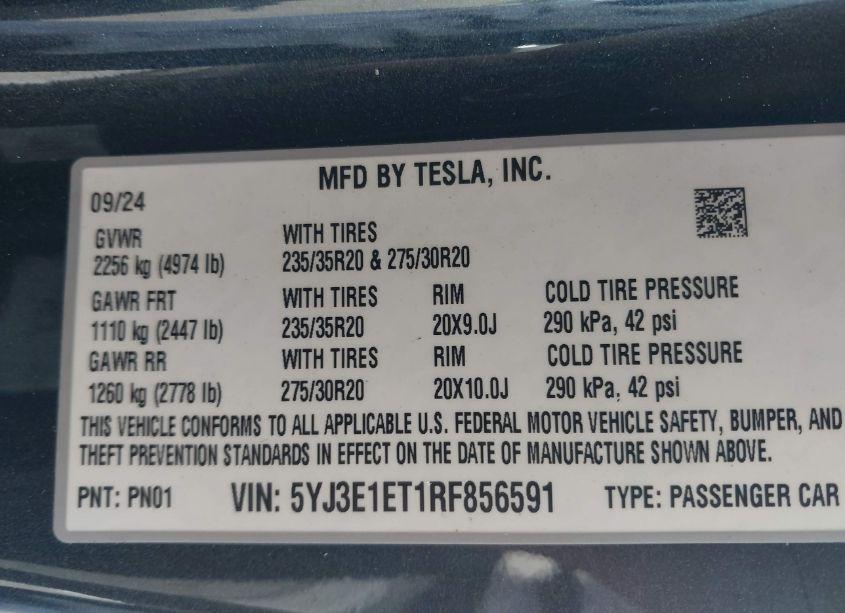 MFD BY TESLA, INC.
09/24
GVWR WITH TIRES
2256 kg (4974 lb) 235/35R20 & 275/30R20
GAWR FRT WITH TIRES RIM COLD TIRE PRESSURE
1110 kg (2447 lb) 235/35R20 20X9.0J 290 kPa, 42 psi
GAWR RR WITH TIRES RIM COLD TIRE PRESSURE
1260 kg (2778 lb) 275/30R20 20X10.0J 290 kPa, 42 psi
THIS VEHICLE CONFORMS TO ALL APPLICABLE U.S. FEDERAL MOTOR VEHICLE SAFETY, BUMPER, AND
THEFT PREVENTION STANDARDS IN EFFECT ON THE DATE OF MANUFACTURE SHOWN ABOVE.
PNT: PN01 VIN: 5YJ3E1ET1RF856591 TYPE: PASSENGER CAR